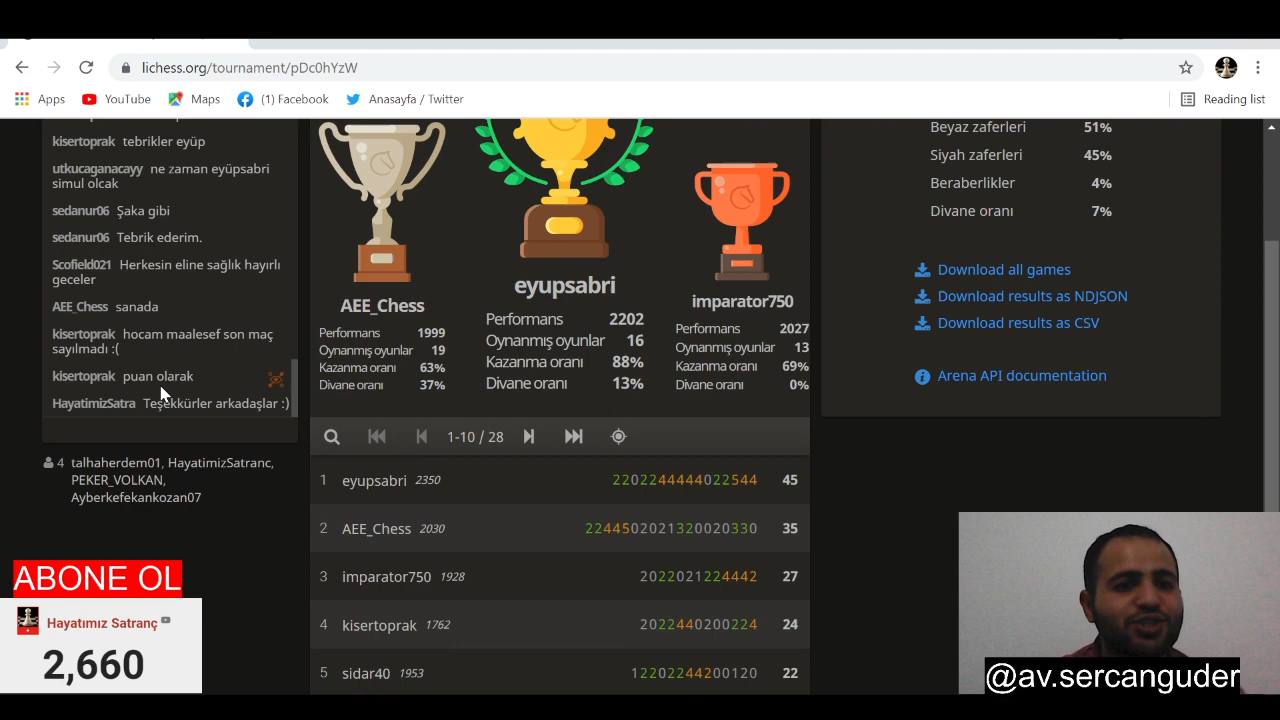 lichess.org/tournament/pDc0hYzW
Apps YouTube Maps (1) Facebook Anasayfa / Twitter Reading list
kisertoprak tebrikler eyüp
utkucaganacayy ne zaman eyüpsabri
simul olcak
sedanur06 Şaka gibi
sedanur06 Tebrik ederim.
Scofield021 Herkesin eline sağlık hayırlı
geceler
AEE_Chess sanada
kisertoprak hocam maalesef son maç
sayılmadı :(
kisertoprak puan olarak
HayatimizSatra Teşekkürler arkadaşlar :)
4 talhaherdem01, HayatimizSatranc,
PEKER_VOLKAN,
Ayberkefekankozan07
ABONE OL
Hayatımız Satranç
2,660
AEE_Chess
Performans 1999
Oynanmış oyunlar 19
Kazanma oranı 63%
Divane oranı 37%
eyupsabri
Performans 2202
Oynanmış oyunlar 16
Kazanma oranı 88%
Divane oranı 13%
imparator750
Performans 2027
Oynanmış oyunlar 13
Kazanma oranı 69%
Divane oranı 0%
1-10 / 28
1 eyupsabri 2350 2202244444022544 45
2 AEE_Chess 2030 2244502021320020330 35
3 imparator750 1928 2022021224442 27
4 kisertoprak 1762 2022440200224 24
5 sidar40 1953 12202244200120 22
Beyaz zaferleri 51%
Siyah zaferleri 45%
Beraberlikler 4%
Divane oranı 7%
Download all games
Download results as NDJSON
Download results as CSV
Arena API documentation
@av.sercanguder